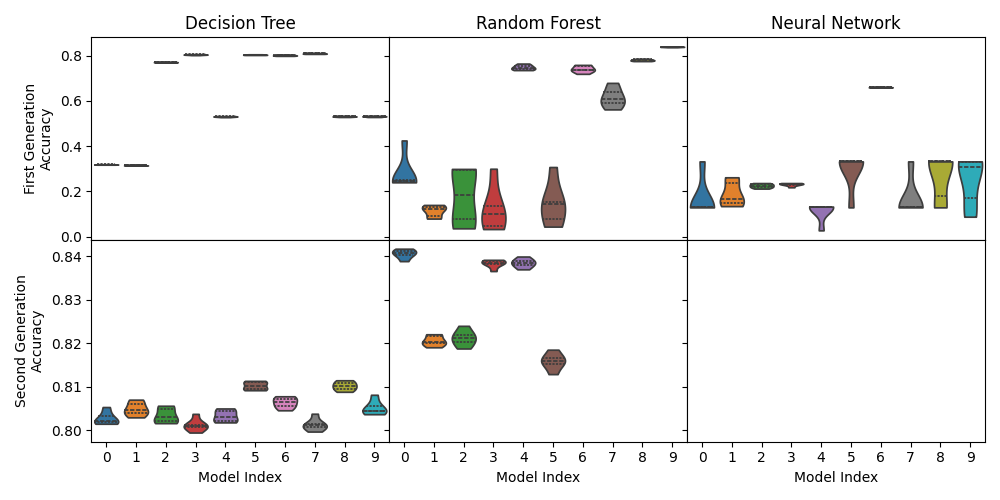 Decision Tree
Random Forest
Neural Network
First Generation
Accuracy
0.8
0.6
0.4
0.2
0.0
Second Generation
Accuracy
0.84
0.83
0.82
0.81
0.80
0 1 2 3 4 5 6 7 8 9
0 1 2 3 4 5 6 7 8 9
0 1 2 3 4 5 6 7 8 9
Model Index
Model Index
Model Index